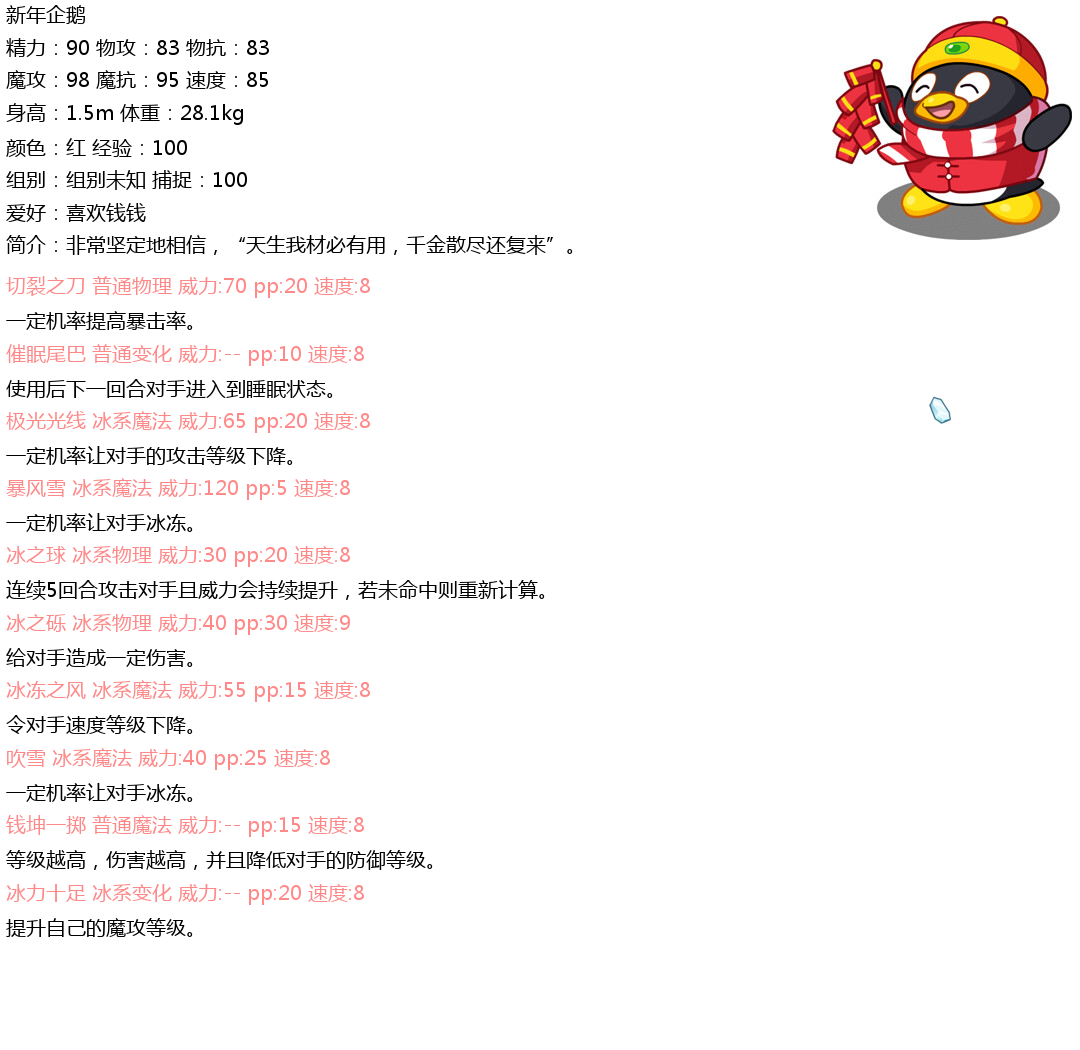 新年企鹅
精力：90 物攻：83 物抗：83
魔攻：98 魔抗：95 速度：85
身高：1.5m 体重：28.1kg
颜色：红 经验：100
组别：组别未知 捕捉：100
爱好：喜欢钱钱
简介：非常坚定地相信，“天生我材必有用，千金散尽还复来”。
切裂之刀 普通物理 威力:70 pp:20 速度:8
一定机率提高暴击率。
催眠尾巴 普通变化 威力:-- pp:10 速度:8
使用后下一回合对手进入到睡眠状态。
极光光线 冰系魔法 威力:65 pp:20 速度:8
一定机率让对手的攻击等级下降。
暴风雪 冰系魔法 威力:120 pp:5 速度:8
一定机率让对手冰冻。
冰之球 冰系物理 威力:30 pp:20 速度:8
连续5回合攻击对手且威力会持续提升，若未命中则重新计算。
冰之砾 冰系物理 威力:40 pp:30 速度:9
给对手造成一定伤害。
冰冻之风 冰系魔法 威力:55 pp:15 速度:8
令对手速度等级下降。
吹雪 冰系魔法 威力:40 pp:25 速度:8
一定机率让对手冰冻。
钱坤一掷 普通魔法 威力:-- pp:15 速度:8
等级越高，伤害越高，并且降低对手的防御等级。
冰力十足 冰系变化 威力:-- pp:20 速度:8
提升自己的魔攻等级。